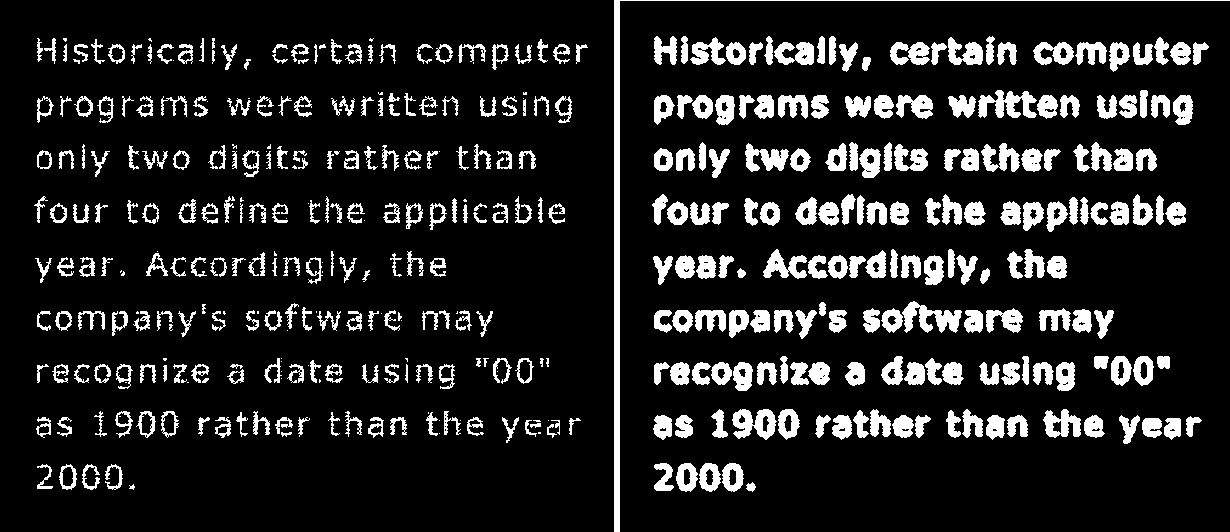 Historically, certain computer
programs were written using
only two digits rather than
four to define the applicable
year. Accordingly, the
company's software may
recognize a date using "00"
as 1900 rather than the year
2000.
Historically, certain computer
programs were written using
only two digits rather than
four to define the applicable
year. Accordingly, the
company's software may
recognize a date using "00"
as 1900 rather than the year
2000.